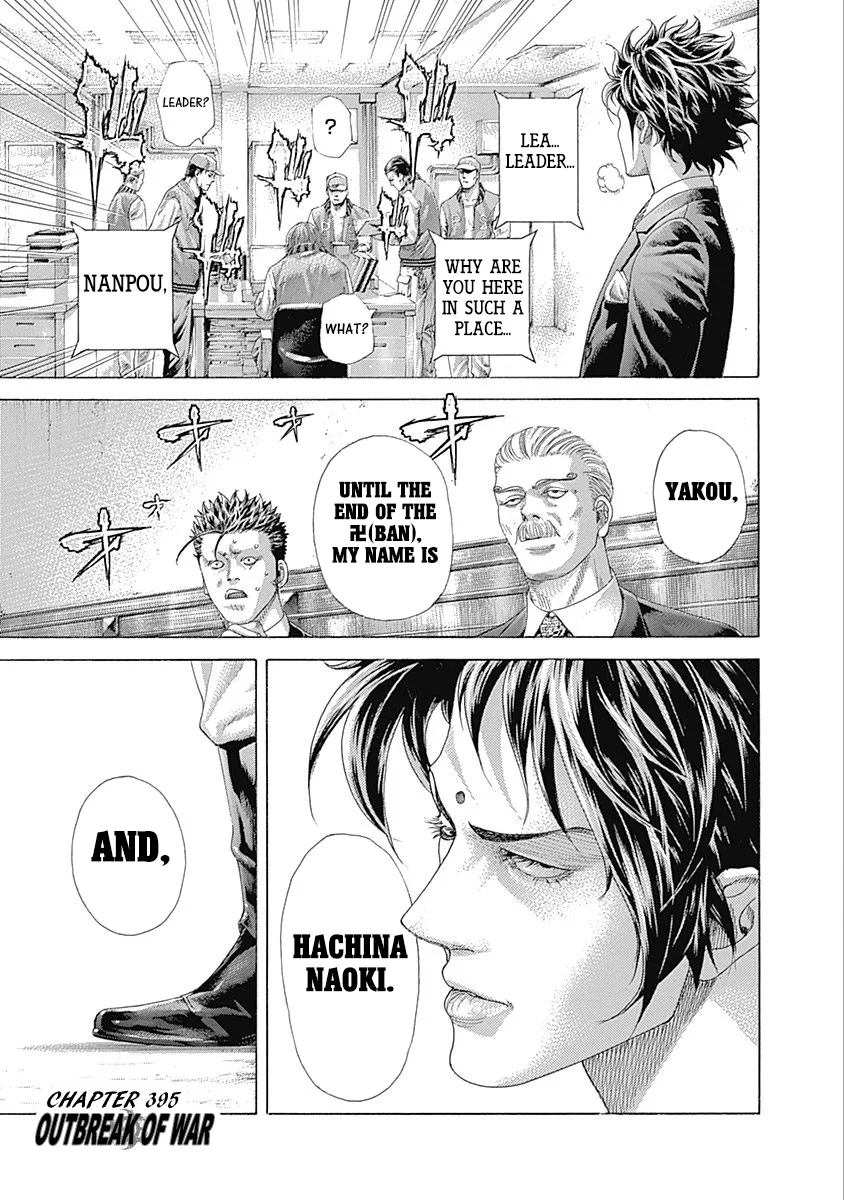 LEA...
LEADER...
WHY ARE
YOU HERE
IN SUCH A
PLACE...
?
LEADER?
WHAT?
NANPOU,
YAKOU,
UNTIL THE
END OF THE
卍(BAN),
MY NAME IS
HACHINA
NAOKI.
AND,
CHAPTER 395
OUTBREAK OF WAR